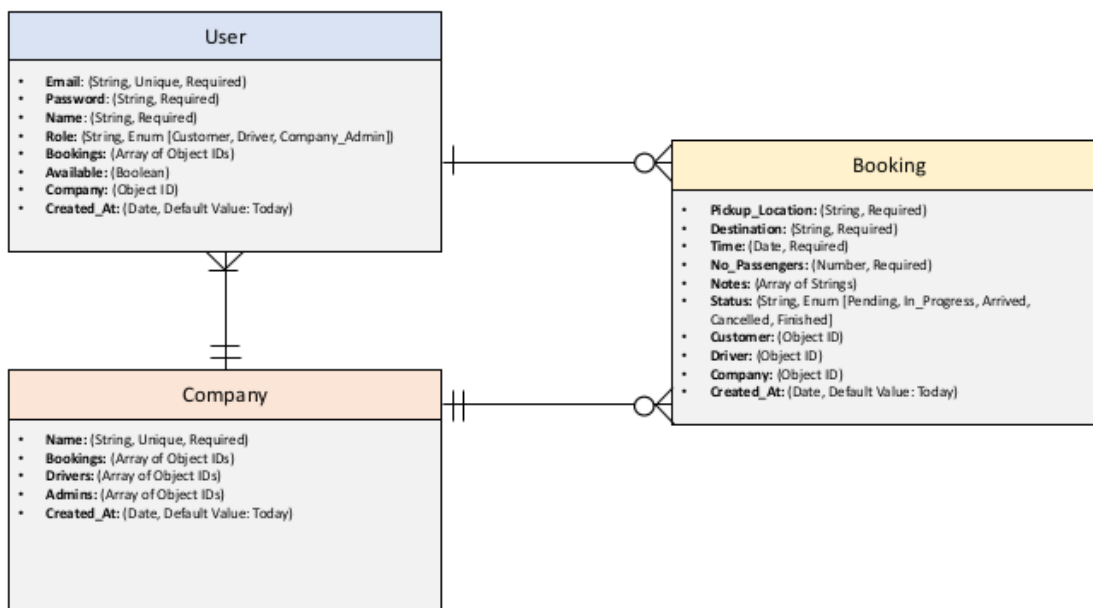 User
• Email: (String, Unique, Required)
• Password: (String, Required)
• Name: (String, Required)
• Role: (String, Enum [Customer, Driver, Company_Admin])
• Bookings: (Array of Object IDs)
• Available: (Boolean)
• Company: (Object ID)
• Created_At: (Date, Default Value: Today)
Booking
• Pickup_Location: (String, Required)
• Destination: (String, Required)
• Time: (Date, Required)
• No_Passengers: (Number, Required)
• Notes: (Array of Strings)
• Status: (String, Enum [Pending, In_Progress, Arrived,
Cancelled, Finished]
• Customer: (Object ID)
• Driver: (Object ID)
• Company: (Object ID)
• Created_At: (Date, Default Value: Today)
Company
• Name: (String, Unique, Required)
• Bookings: (Array of Object IDs)
• Drivers: (Array of Object IDs)
• Admins: (Array of Object IDs)
• Created_At: (Date, Default Value: Today)